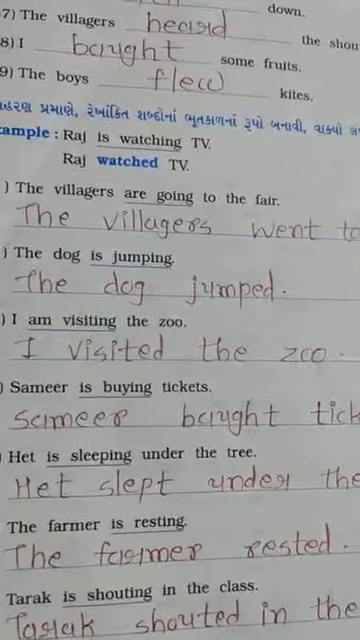 down.
7) The villagers heard the shou
8) I bought some fruits.
9) The boys flew kites.
ાહરણ પ્રમાણે, રેખાંકિત શબ્દોનાં ભૂતકાળનાં રૂપો બનાવી, વાક્યો લ
ample : Raj is watching TV.
Raj watched TV.
) The villagers are going to the fair.
The villagers went to
) The dog is jumping.
The dog jumped.
) I am visiting the zoo.
I visited the zoo.
) Sameer is buying tickets.
Sameer bought tick
Het is sleeping under the tree.
Het slept under the
The farmer is resting.
The farmer rested.
Tarak is shouting in the class.
Tarak shouted in the